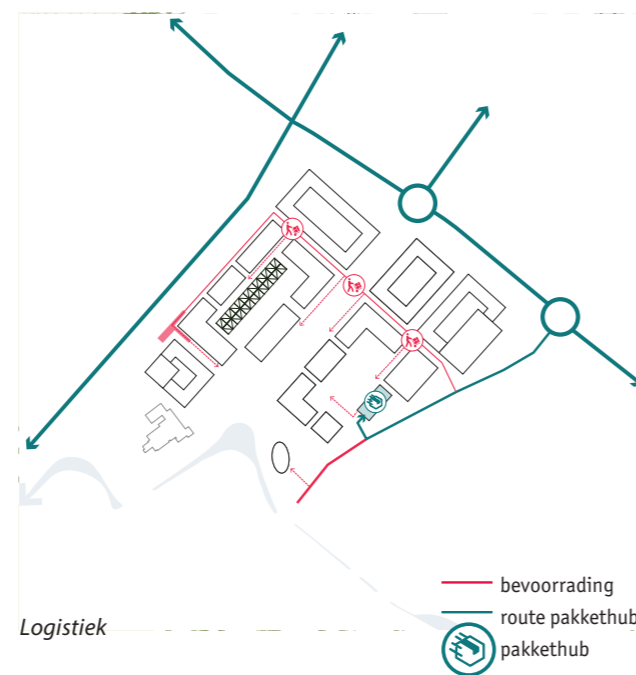 bevoorrading
route pakkethub
pakkethub
Logistiek